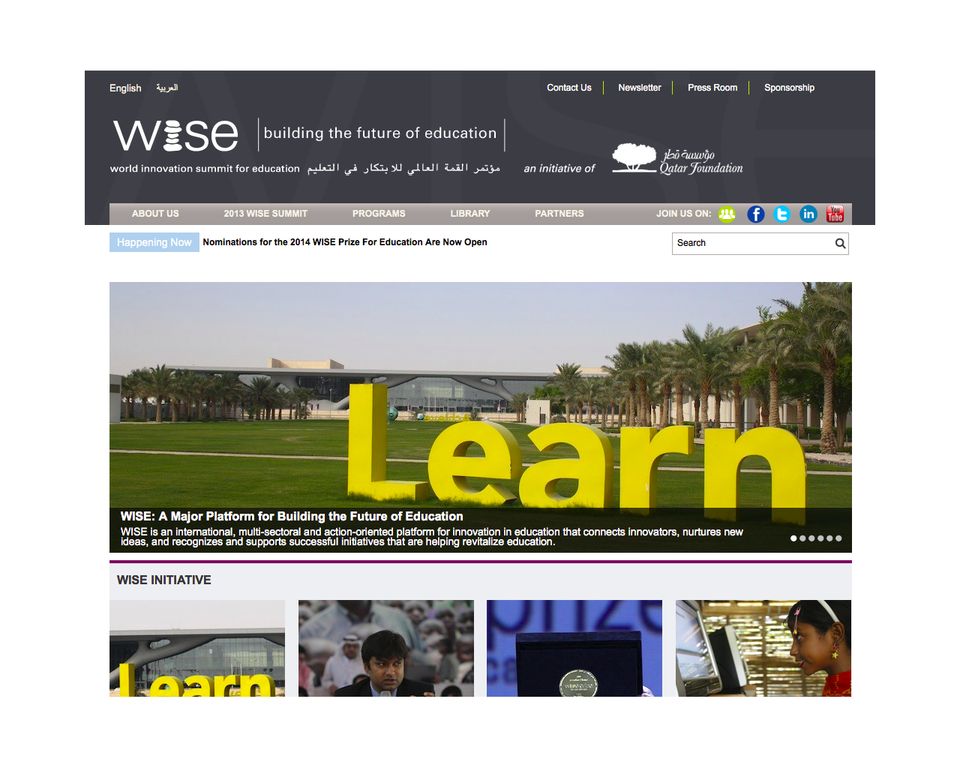 English العربية Contact Us Newsletter Press Room Sponsorship
wise building the future of education
world innovation summit for education مؤتمر القمة العالمي للابتكار في التعليم an initiative of مؤسسة قطر Qatar Foundation
ABOUT US 2013 WISE SUMMIT PROGRAMS LIBRARY PARTNERS JOIN US ON: You Tube
Happening Now Nominations for the 2014 WISE Prize For Education Are Now Open Search
Learn
WISE: A Major Platform for Building the Future of Education
WISE is an international, multi-sectoral and action-oriented platform for innovation in education that connects innovators, nurtures new
ideas, and recognizes and supports successful initiatives that are helping revitalize education.
WISE INITIATIVE
prize
Learn